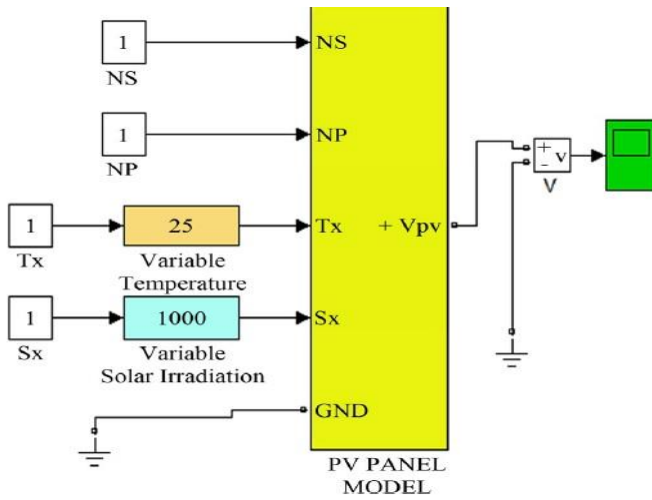 1
NS
NS
1
NP
NP
1
Tx
25
Variable
Temperature
Tx
+ Vpv
+
-
v
V
1
Sx
1000
Variable
Solar Irradiation
Sx
GND
PV PANEL
MODEL